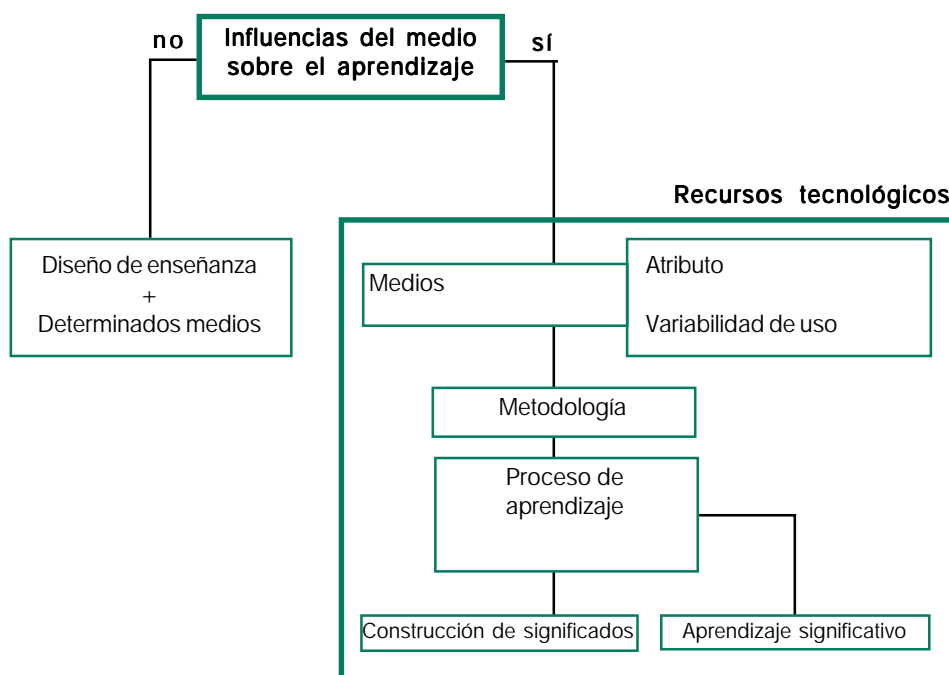 no
Influencias del medio
sobre el aprendizaje
sí
Recursos tecnológicos
Diseño de enseñanza
+
Determinados medios
Medios
Atributo
Variabilidad de uso
Metodología
Proceso de
aprendizaje
Construcción de significados
Aprendizaje significativo